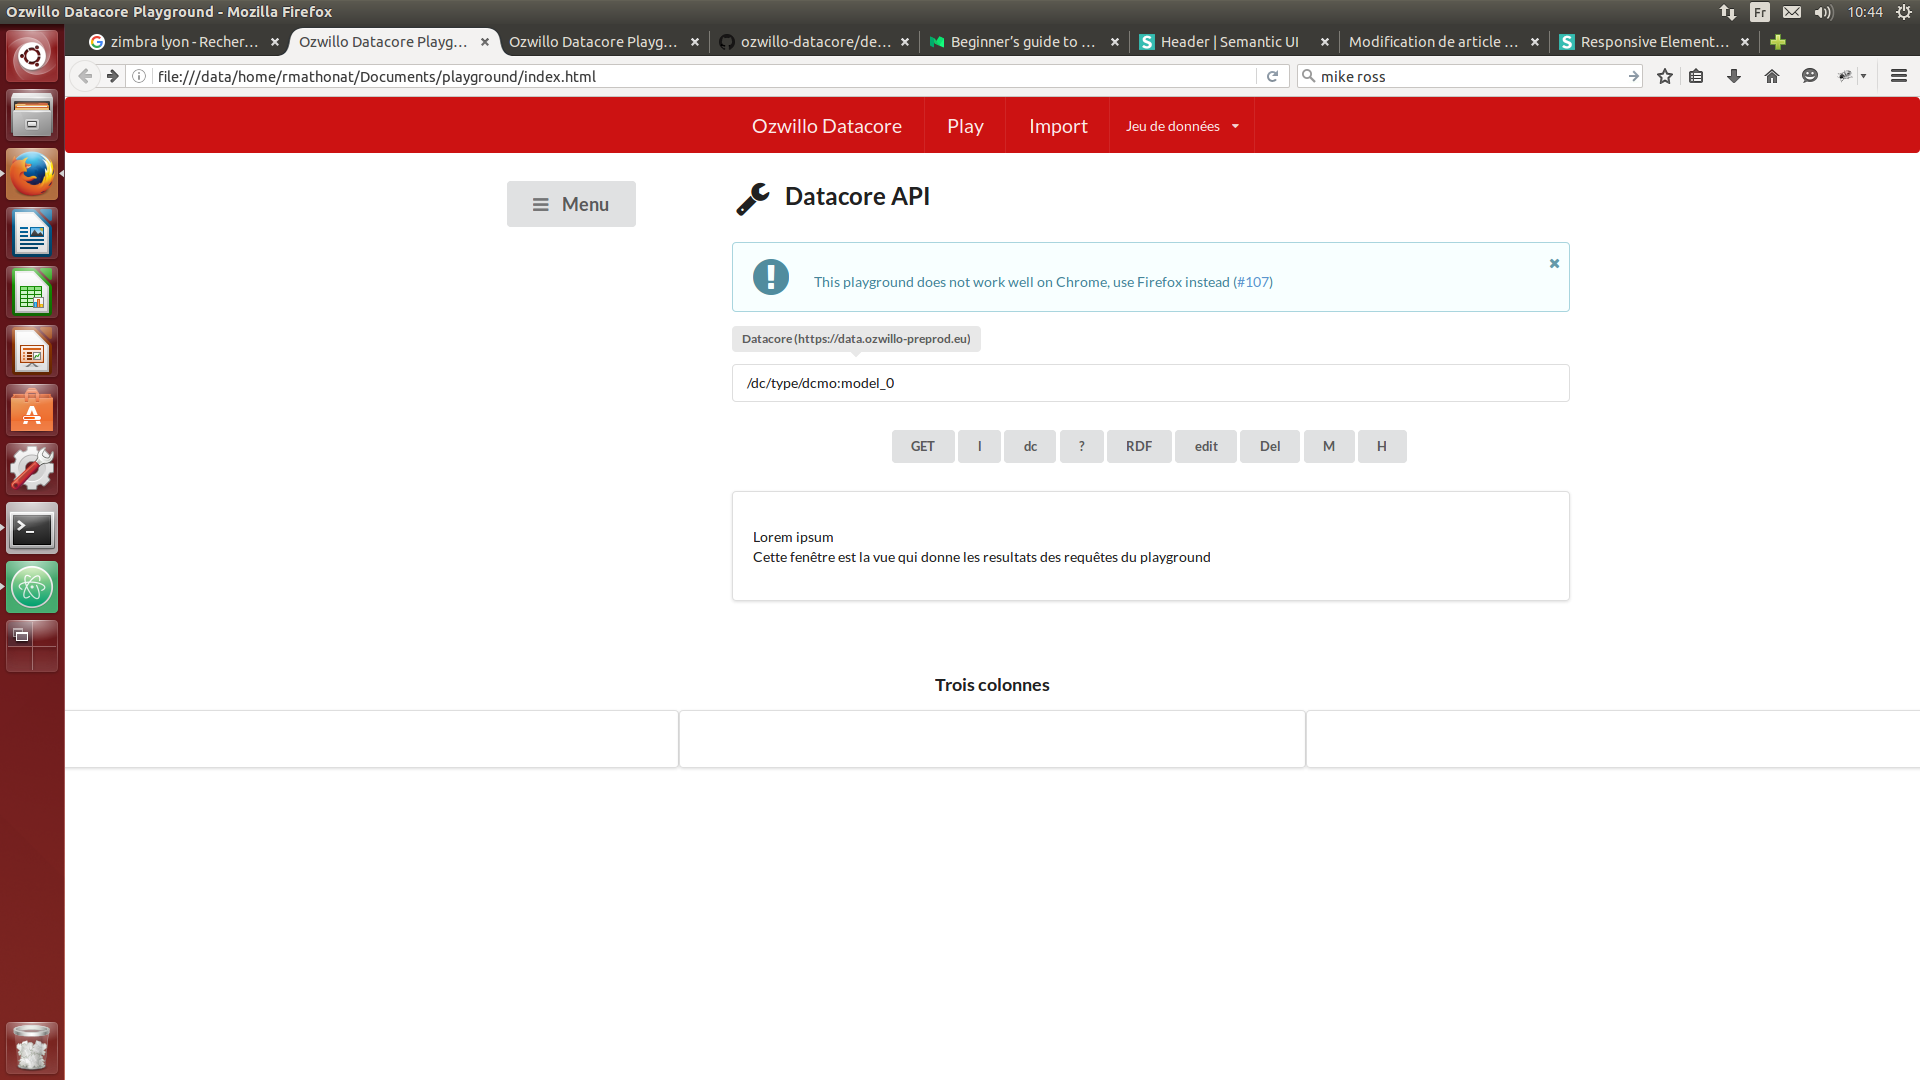 Ozwillo Datacore Playground - Mozilla Firefox
Fr
10:44
zimbra lyon - Recher...
Ozwillo Datacore Playg...
Ozwillo Datacore Playg...
ozwillo-datacore/de...
Beginner's guide to ...
Header | Semantic UI
Modification de article ...
Responsive Element...
file:///data/home/rmathonat/Documents/playground/index.html
mike ross
Ozwillo Datacore
Play
Import
Jeu de données
Menu
Datacore API
This playground does not work well on Chrome, use Firefox instead (#107)
Datacore (https://data.ozwillo-preprod.eu)
/dc/type/dcmo:model_0
GET
l
dc
?
RDF
edit
Del
M
H
Lorem ipsum
Cette fenêtre est la vue qui donne les resultats des requêtes du playground
Trois colonnes